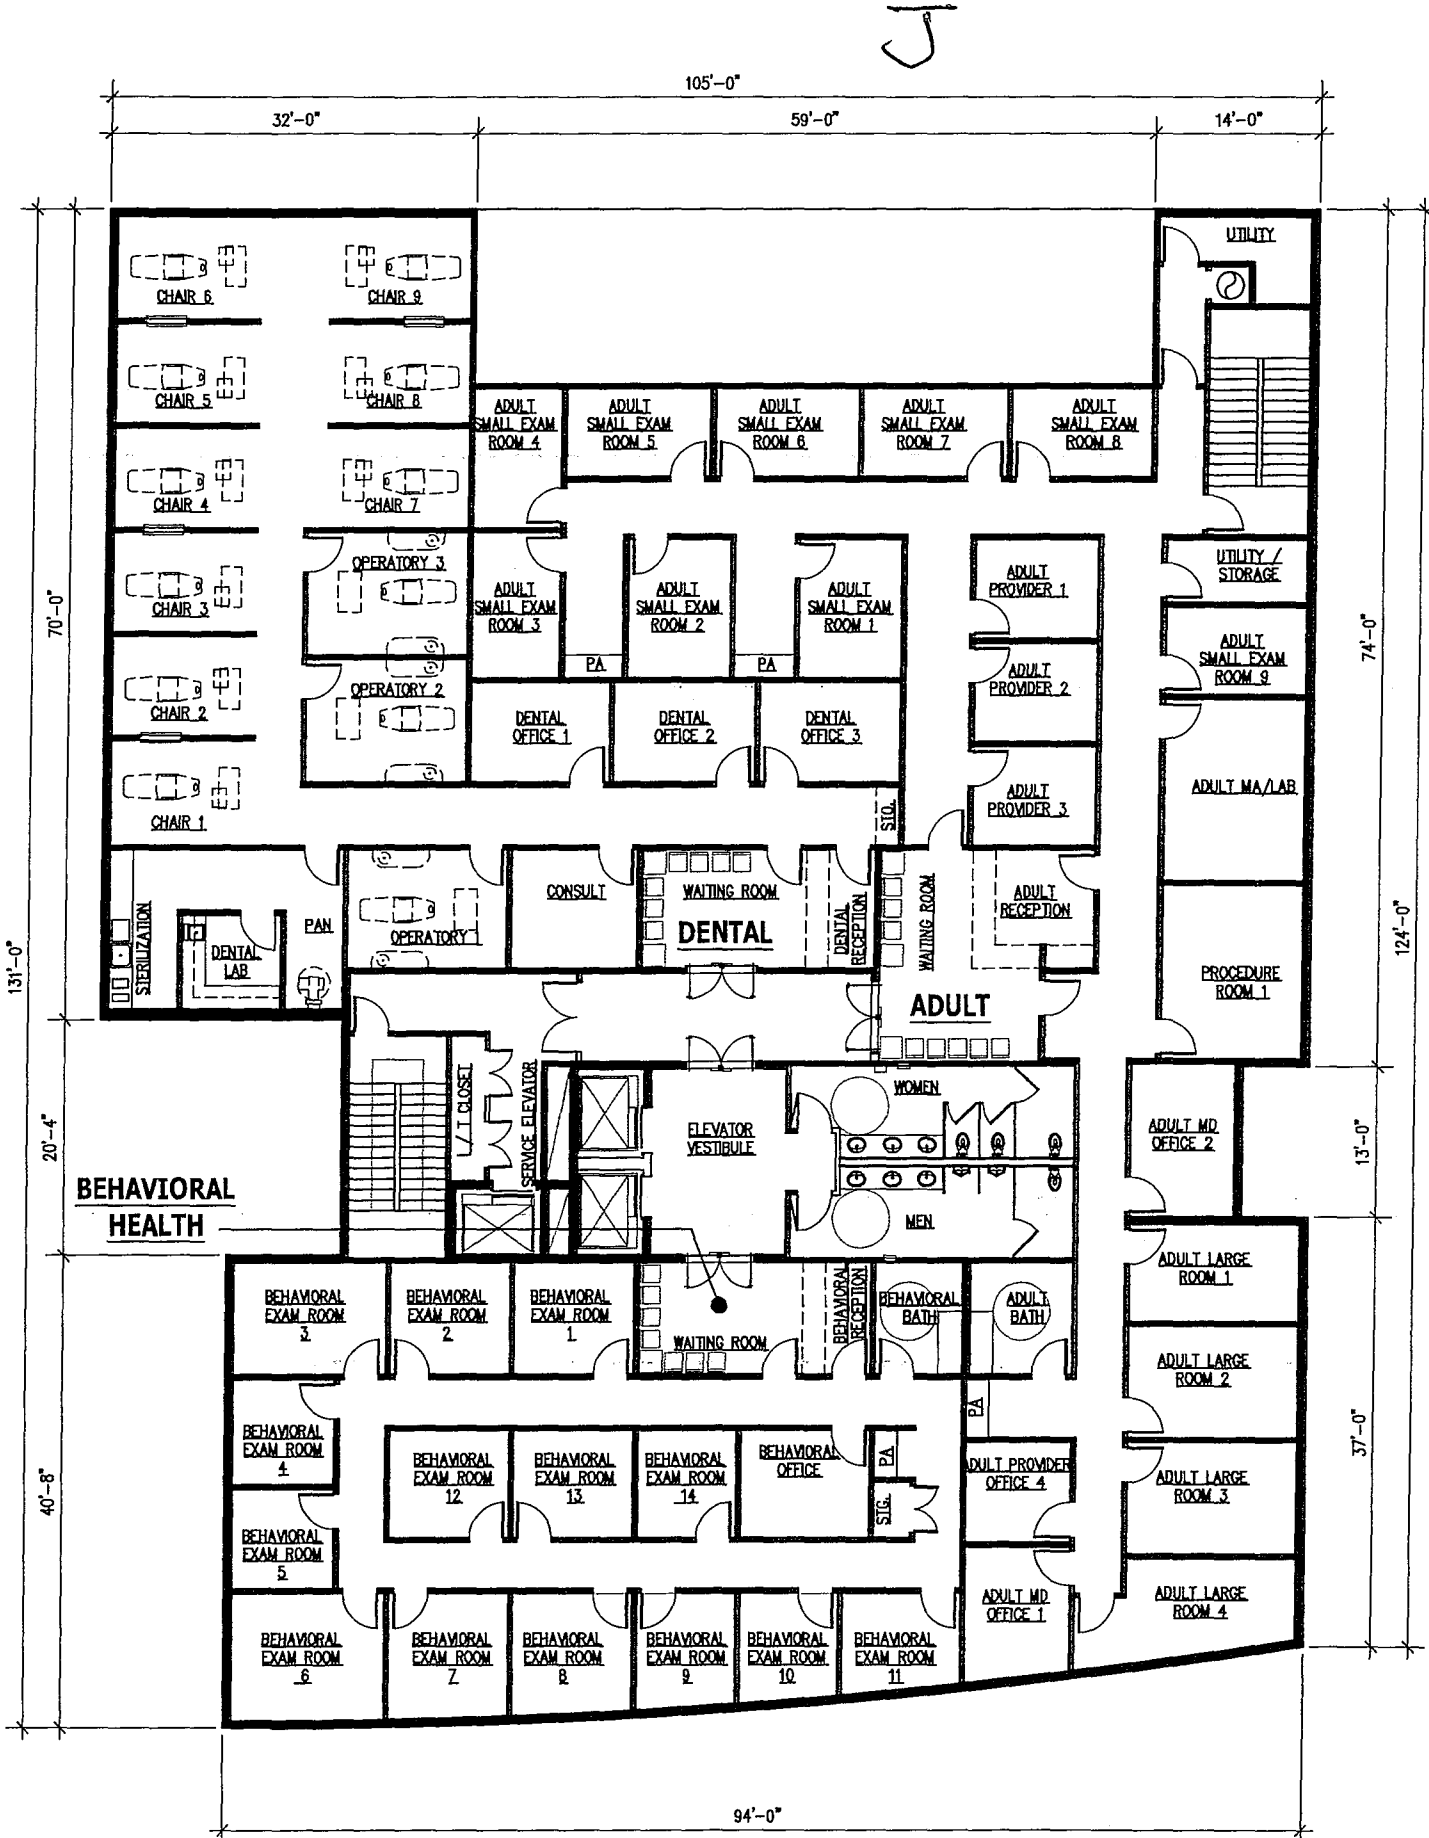 J
105'-0"
32'-0"
59'-0"
14'-0"
UTILITY
CHAIR 6
CHAIR 9
CHAIR 5
CHAIR 8
ADULT
SMALL EXAM
ROOM 4
ADULT
SMALL EXAM
ROOM 5
ADULT
SMALL EXAM
ROOM 6
ADULT
SMALL EXAM
ROOM 7
ADULT
SMALL EXAM
ROOM 8
CHAIR 4
CHAIR 7
OPERATORY 3
CHAIR 3
ADULT
SMALL EXAM
ROOM 3
ADULT
SMALL EXAM
ROOM 2
ADULT
SMALL EXAM
ROOM 1
ADULT
PROVIDER 1
UTILITY /
STORAGE
70'-0"
74'-0"
PA
PA
ADULT
PROVIDER 2
ADULT
SMALL EXAM
ROOM 9
OPERATORY 2
CHAIR 2
DENTAL
OFFICE 1
DENTAL
OFFICE 2
DENTAL
OFFICE 3
ADULT
PROVIDER 3
ADULT MA/LAB
CHAIR 1
STO.
STERILIZATION
DENTAL
LAB
PAN
OPERATORY 1
CONSULT
WAITING ROOM
DENTAL
DENTAL
RECEPTION
WAITING ROOM
ADULT
RECEPTION
ADULT
PROCEDURE
ROOM 1
131'-0"
124'-0"
20'-4"
I/T CLOSET
SERVICE ELEVATOR
ELEVATOR
VESTIBULE
WOMEN
MEN
ADULT MD
OFFICE 2
13'-0"
BEHAVIORAL
HEALTH
BEHAVIORAL
EXAM ROOM
3
BEHAVIORAL
EXAM ROOM
2
BEHAVIORAL
EXAM ROOM
1
WAITING ROOM
BEHAVIORAL
RECEPTION
BEHAVIORAL
BATH
ADULT
BATH
ADULT LARGE
ROOM 1
ADULT LARGE
ROOM 2
PA
40'-8"
37'-0"
BEHAVIORAL
EXAM ROOM
4
BEHAVIORAL
EXAM ROOM
12
BEHAVIORAL
EXAM ROOM
13
BEHAVIORAL
EXAM ROOM
14
BEHAVIORAL
OFFICE
PA
STG.
ADULT PROVIDER
OFFICE 4
ADULT LARGE
ROOM 3
BEHAVIORAL
EXAM ROOM
5
BEHAVIORAL
EXAM ROOM
6
BEHAVIORAL
EXAM ROOM
7
BEHAVIORAL
EXAM ROOM
8
BEHAVIORAL
EXAM ROOM
9
BEHAVIORAL
EXAM ROOM
10
BEHAVIORAL
EXAM ROOM
11
ADULT MD
OFFICE 1
ADULT LARGE
ROOM 4
94'-0"